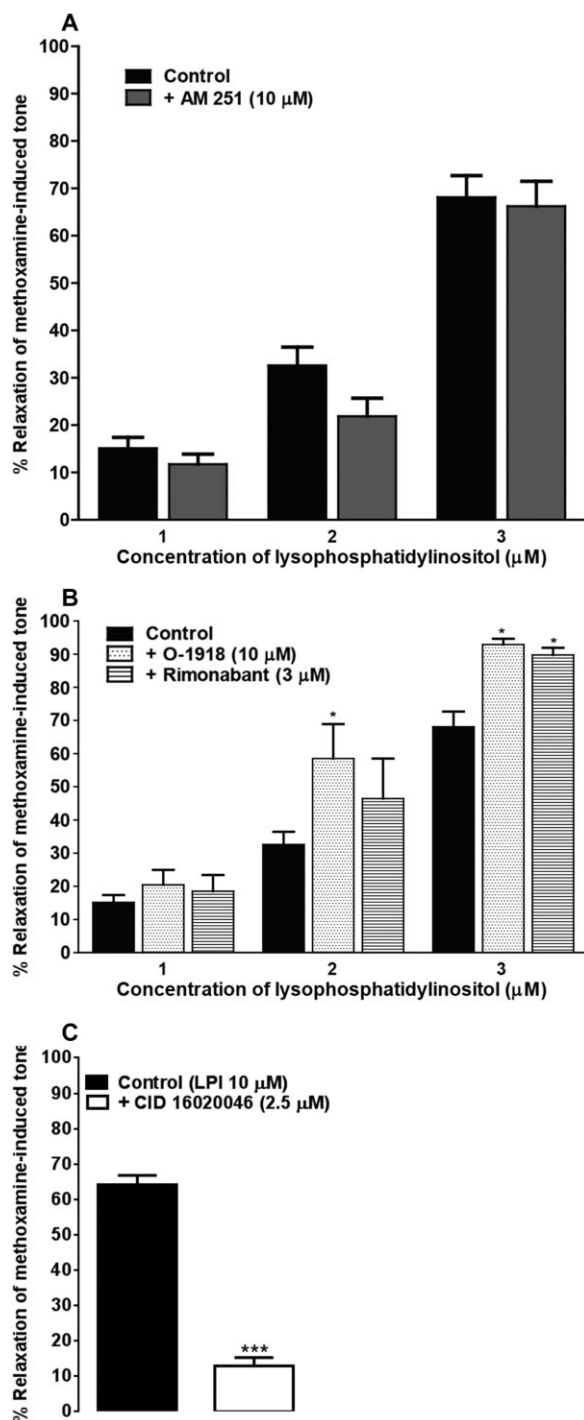 A
% Relaxation of methoxamine-induced tone
100
90
80
70
60
50
40
30
20
10
0
Control
+ AM 251 (10 μM)
1 2 3
Concentration of lysophosphatidylinositol (μM)
B
% Relaxation of methoxamine-induced tone
100
90
80
70
60
50
40
30
20
10
0
Control
+ O-1918 (10 μM)
+ Rimonabant (3 μM)
*
* *
1 2 3
Concentration of lysophosphatidylinositol (μM)
C
% Relaxation of methoxamine-induced tone
100
90
80
70
60
50
40
30
20
10
0
Control (LPI 10 μM)
+ CID 16020046 (2.5 μM)
***